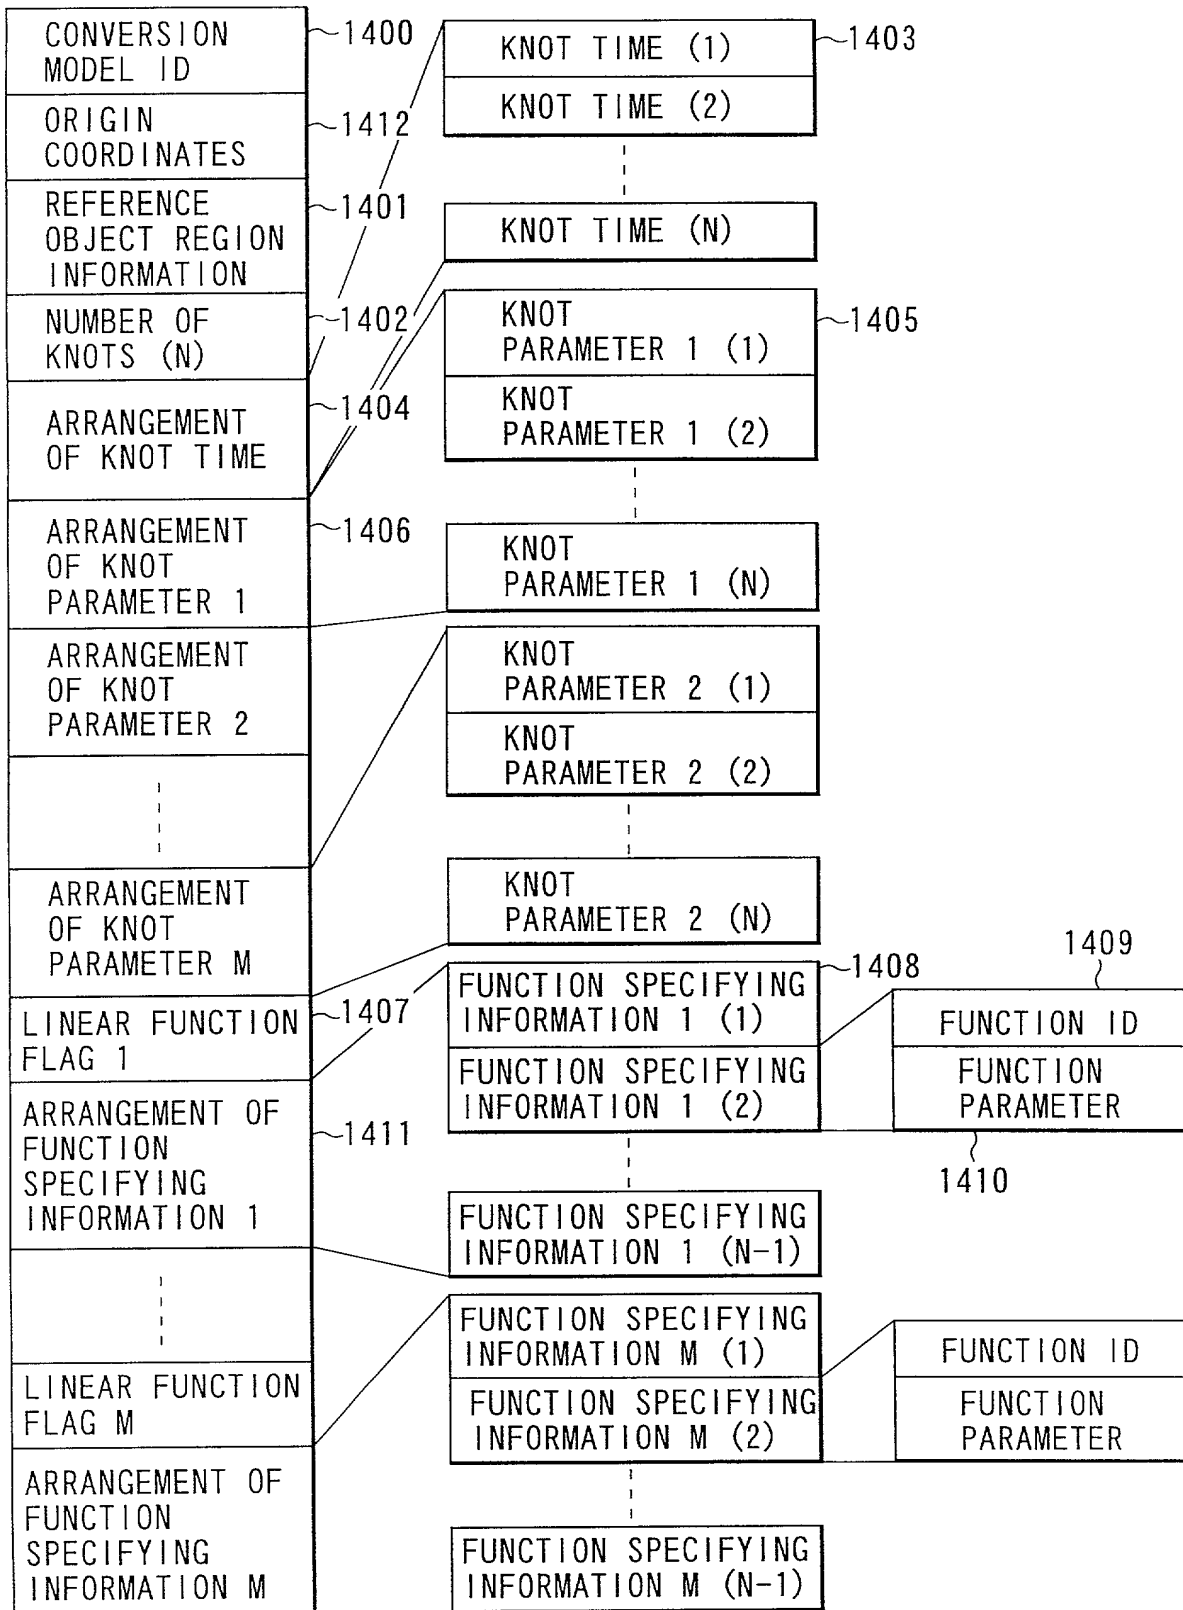 CONVERSION
MODEL ID
1400
ORIGIN
COORDINATES
1412
REFERENCE
OBJECT REGION
INFORMATION
1401
NUMBER OF
KNOTS (N)
1402
ARRANGEMENT
OF KNOT TIME
1404
ARRANGEMENT
OF KNOT
PARAMETER 1
1406
ARRANGEMENT
OF KNOT
PARAMETER 2
ARRANGEMENT
OF KNOT
PARAMETER M
LINEAR FUNCTION
FLAG 1
1407
ARRANGEMENT OF
FUNCTION
SPECIFYING
INFORMATION 1
1411
LINEAR FUNCTION
FLAG M
ARRANGEMENT OF
FUNCTION
SPECIFYING
INFORMATION M
KNOT TIME (1)
1403
KNOT TIME (2)
KNOT TIME (N)
KNOT
PARAMETER 1 (1)
1405
KNOT
PARAMETER 1 (2)
KNOT
PARAMETER 1 (N)
KNOT
PARAMETER 2 (1)
KNOT
PARAMETER 2 (2)
KNOT
PARAMETER 2 (N)
FUNCTION SPECIFYING
INFORMATION 1 (1)
1408
FUNCTION SPECIFYING
INFORMATION 1 (2)
FUNCTION SPECIFYING
INFORMATION 1 (N-1)
FUNCTION SPECIFYING
INFORMATION M (1)
FUNCTION SPECIFYING
INFORMATION M (2)
FUNCTION SPECIFYING
INFORMATION M (N-1)
1409
FUNCTION ID
FUNCTION
PARAMETER
1410
FUNCTION ID
FUNCTION
PARAMETER